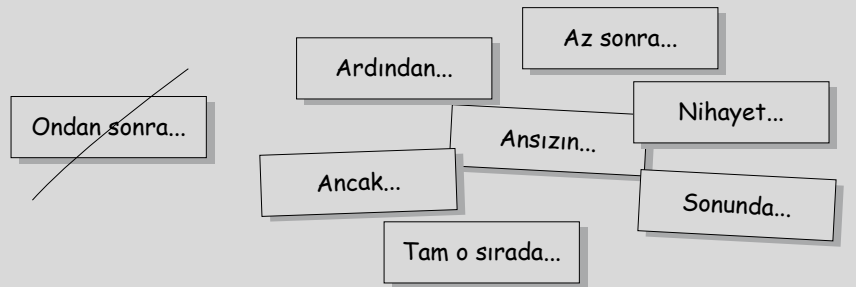 Ondan sonra...
Ardından...
Az sonra...
Nihayet...
Ansızın...
Ancak...
Sonunda...
Tam o sırada...